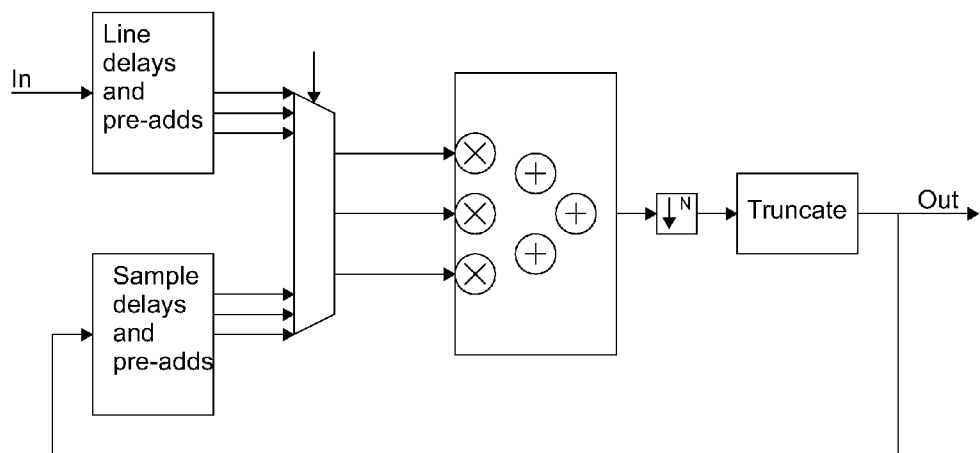 Line
delays
and
pre-adds
In
N
Truncate
Out
Sample
delays
and
pre-adds